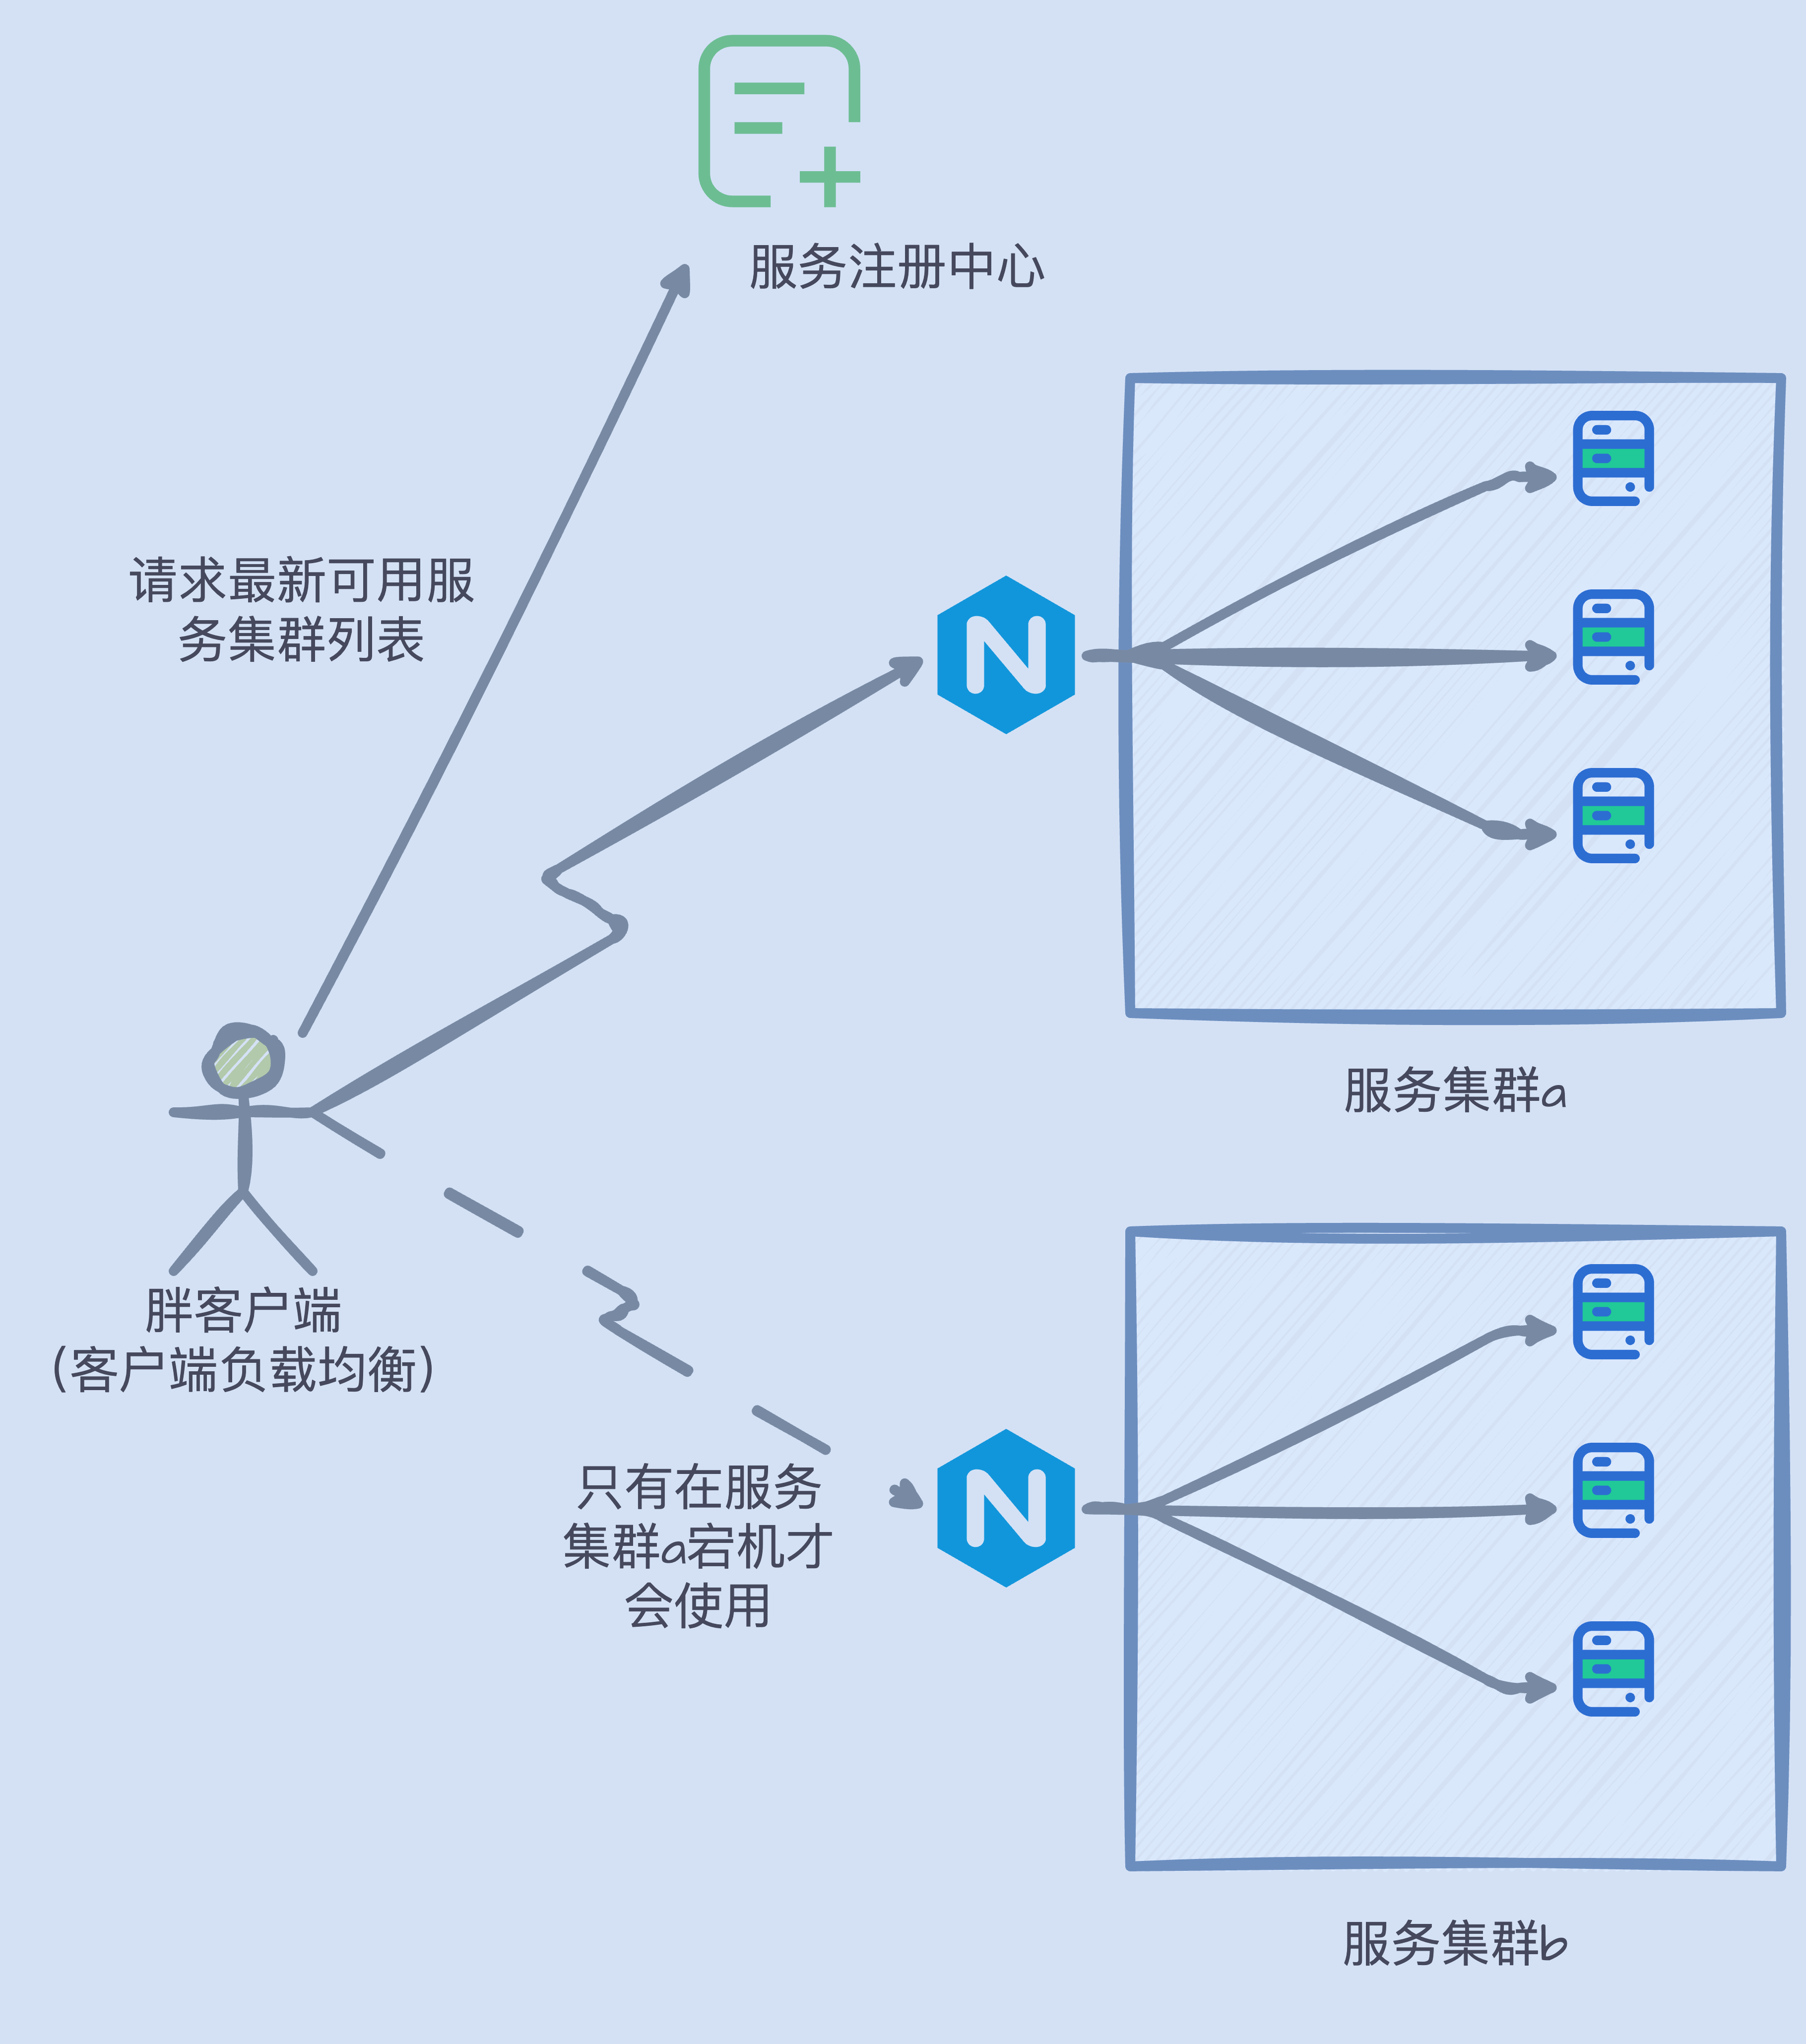 服务注册中心
请求最新可用服
务集群列表
N
服务集群a
胖客户端
(客户端负载均衡)
只有在服务
集群a宕机才
会使用
N
服务集群b